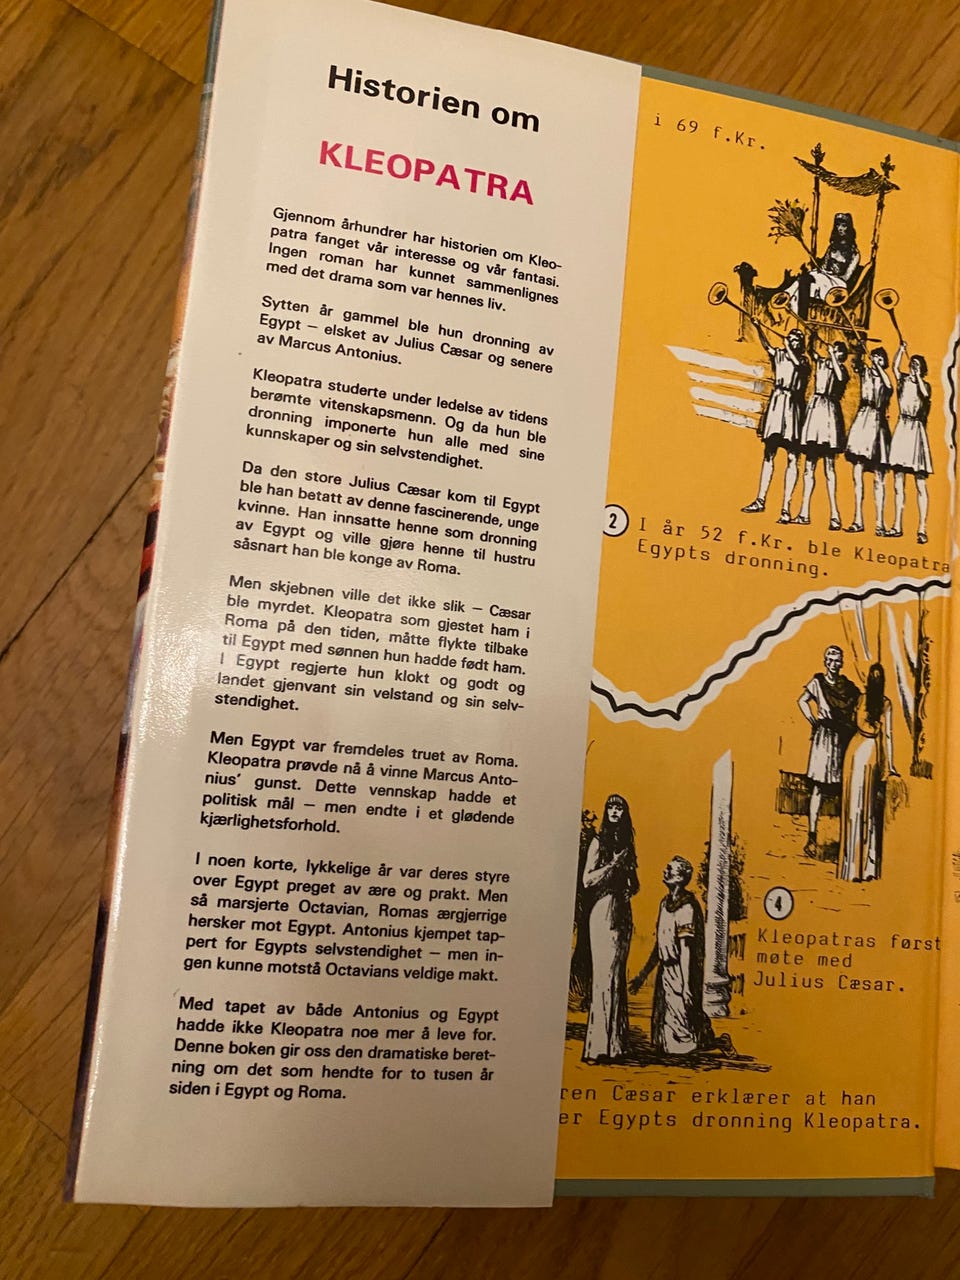 Historien om
KLEOPATRA
Gjennom århundrer har historien om Kleo-
patra fanget vår interesse og vår fantasi.
Ingen roman har kunnet sammenlignes
med det drama som var hennes liv.
Sytten år gammel ble hun dronning av
Egypt – elsket av Julius Cæsar og senere
av Marcus Antonius.
Kleopatra studerte under ledelse av tidens
berømte vitenskapsmenn. Og da hun ble
dronning imponerte hun alle med sine
kunnskaper og sin selvstendighet.
Da den store Julius Cæsar kom til Egypt
ble han betatt av denne fascinerende, unge
kvinne. Han innsatte henne som dronning
av Egypt og ville gjøre henne til hustru
såsnart han ble konge av Roma.
Men skjebnen ville det ikke slik – Cæsar
ble myrdet. Kleopatra som gjestet ham i
Roma på den tiden, måtte flykte tilbake
til Egypt med sønnen hun hadde født ham.
I Egypt regjerte hun klokt og godt og
landet gjenvant sin velstand og sin selv-
stendighet.
Men Egypt var fremdeles truet av Roma.
Kleopatra prøvde nå å vinne Marcus Anto-
nius' gunst. Dette vennskap hadde et
politisk mål – men endte i et glødende
kjærlighetsforhold.
I noen korte, lykkelige år var deres styre
over Egypt preget av ære og prakt. Men
så marsjerte Octavian, Romas ærgjerrige
hersker mot Egypt. Antonius kjempet tap-
pert for Egypts selvstendighet – men in-
gen kunne motstå Octavians veldige makt.
Med tapet av både Antonius og Egypt
hadde ikke Kleopatra noe mer å leve for.
Denne boken gir oss den dramatiske beret-
ning om det som hendte for to tusen år
siden i Egypt og Roma.
i 69 f.Kr.
2 I år 52 f.Kr. ble Kleopatra
Egypts dronning.
4
Kleopatras først
møte med
Julius Cæsar.
ren Cæsar erklærer at han
er Egypts dronning Kleopatra.